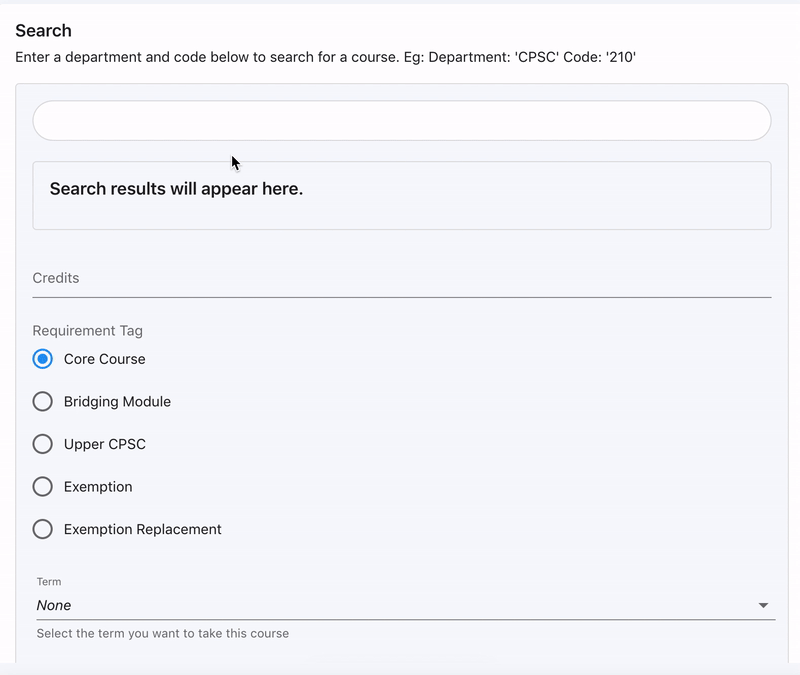 Search
Enter a department and code below to search for a course. Eg: Department: 'CPSC' Code: '210'
Search results will appear here.
Credits
Requirement Tag
Core Course
Bridging Module
Upper CPSC
Exemption
Exemption Replacement
Term
None
Select the term you want to take this course